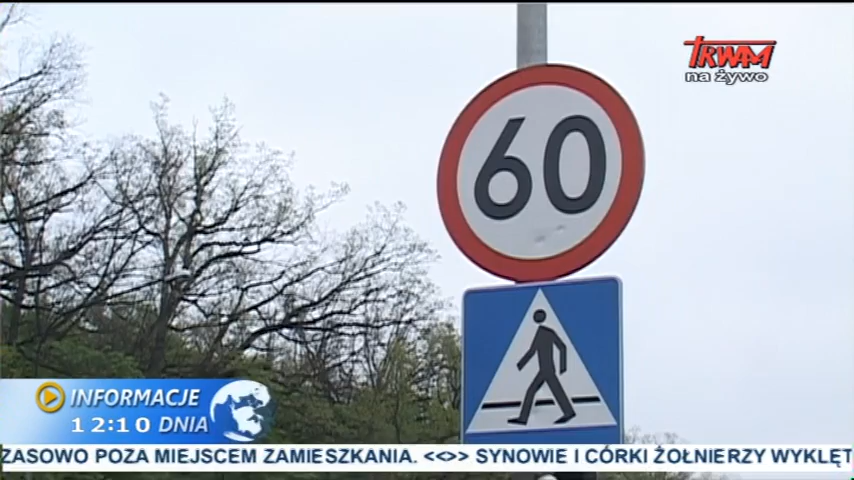 TRWAM
na żywo
60
INFORMACJE
12:10 DNIA
ZASOWO POZA MIEJSCEM ZAMIESZKANIA. <<>> SYNOWIE I CÓRKI ŻOŁNIERZY WYKLĘT